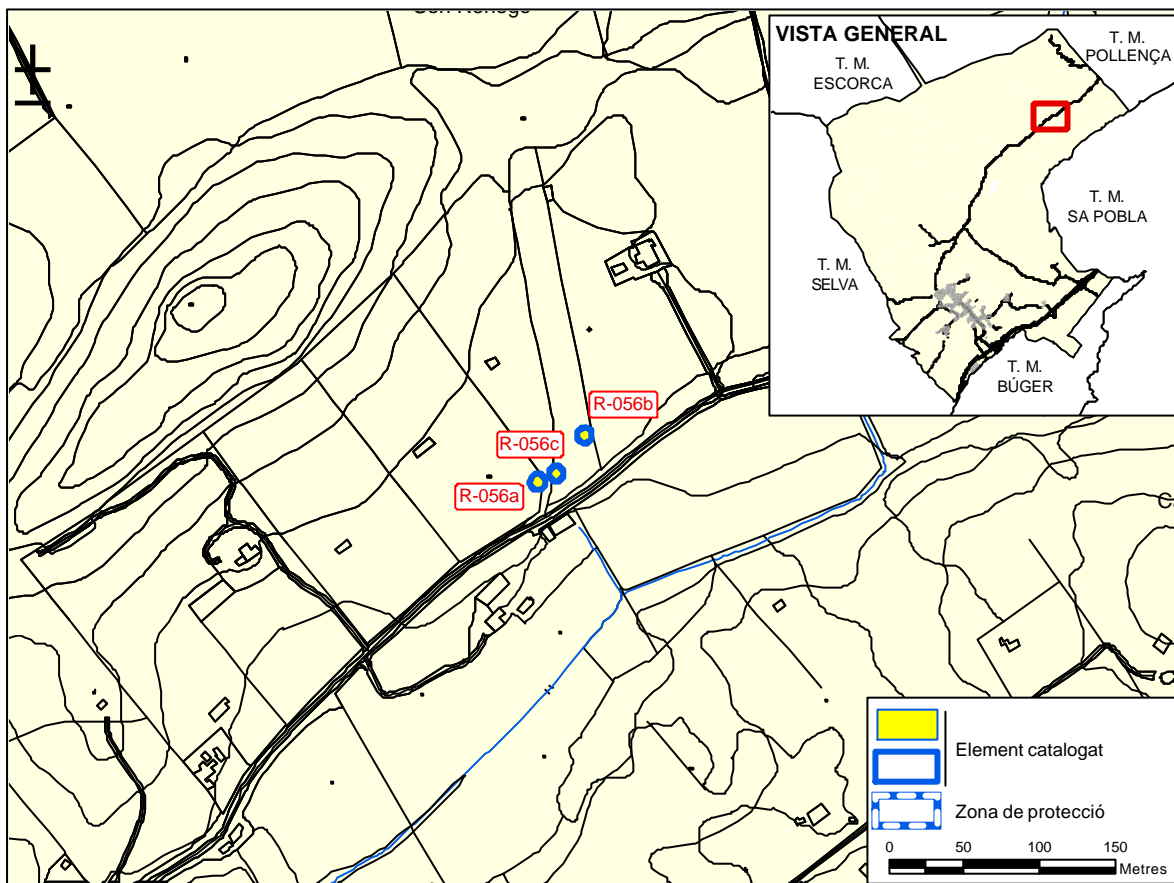 VISTA GENERAL
T. M.
POLLENÇA
T. M.
ESCORCA
T. M.
SA POBLA
T. M.
SELVA
T. M.
BÚGER
R-056b
R-056c
R-056a
Element catalogat
Zona de protecció
0 50 100 150
Metres